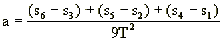 a = ((s₆ − s₃) + (s₅ − s₂) + (s₄ − s₁)) / 9T²